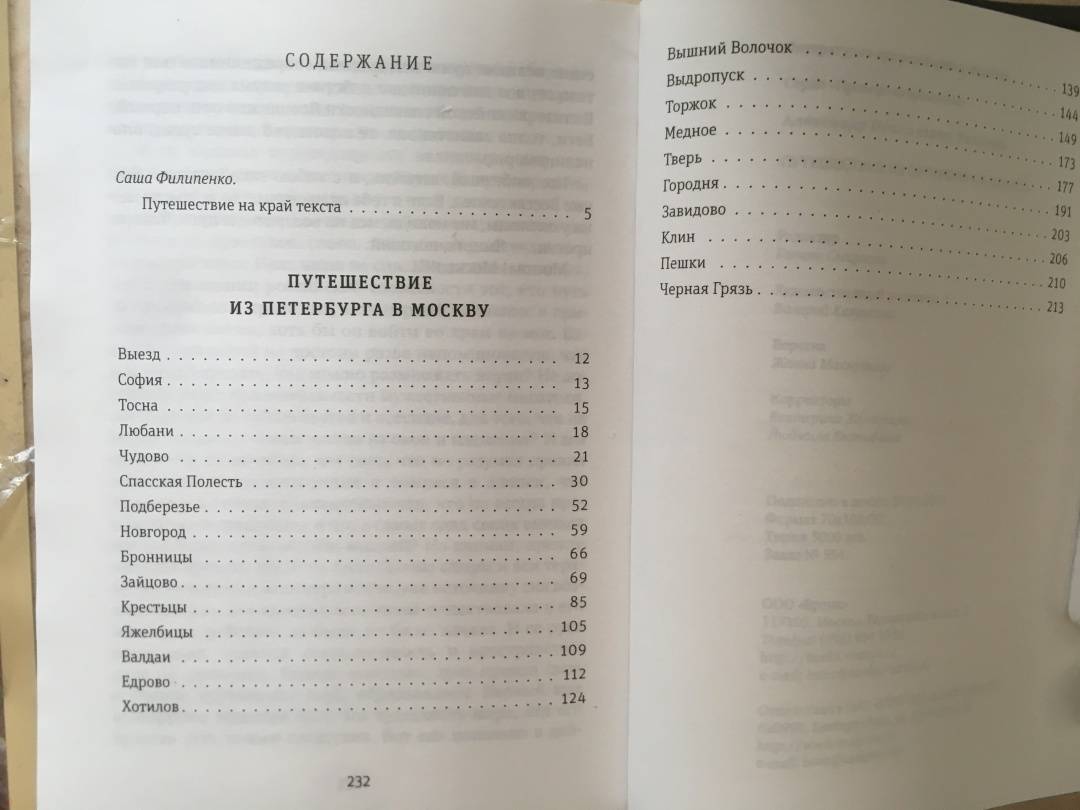 СОДЕРЖАНИЕ
Саша Филипенко.
Путешествие на край текста . . . . . . . . . . . . . . . 5
ПУТЕШЕСТВИЕ
ИЗ ПЕТЕРБУРГА В МОСКВУ
Выезд . . . . . . . . . . . . . . . 12
София . . . . . . . . . . . . . . . 13
Тосна . . . . . . . . . . . . . . . 15
Любани . . . . . . . . . . . . . . . 18
Чудово . . . . . . . . . . . . . . . 21
Спасская Полесть . . . . . . . . . . . . . . . 30
Подберезье . . . . . . . . . . . . . . . 52
Новгород . . . . . . . . . . . . . . . 59
Бронницы . . . . . . . . . . . . . . . 66
Зайцово . . . . . . . . . . . . . . . 69
Крестьцы . . . . . . . . . . . . . . . 85
Яжелбицы . . . . . . . . . . . . . . . 105
Валдаи . . . . . . . . . . . . . . . 109
Едрово . . . . . . . . . . . . . . . 112
Хотилов . . . . . . . . . . . . . . . 124
232
Вышний Волочок . . . . . . . . . . . . . . . 139
Выдропуск . . . . . . . . . . . . . . . 144
Торжок . . . . . . . . . . . . . . . 149
Медное . . . . . . . . . . . . . . . 173
Тверь . . . . . . . . . . . . . . . 177
Городня . . . . . . . . . . . . . . . 191
Завидово . . . . . . . . . . . . . . . 203
Клин . . . . . . . . . . . . . . . 206
Пешки . . . . . . . . . . . . . . . 210
Черная Грязь . . . . . . . . . . . . . . . 213